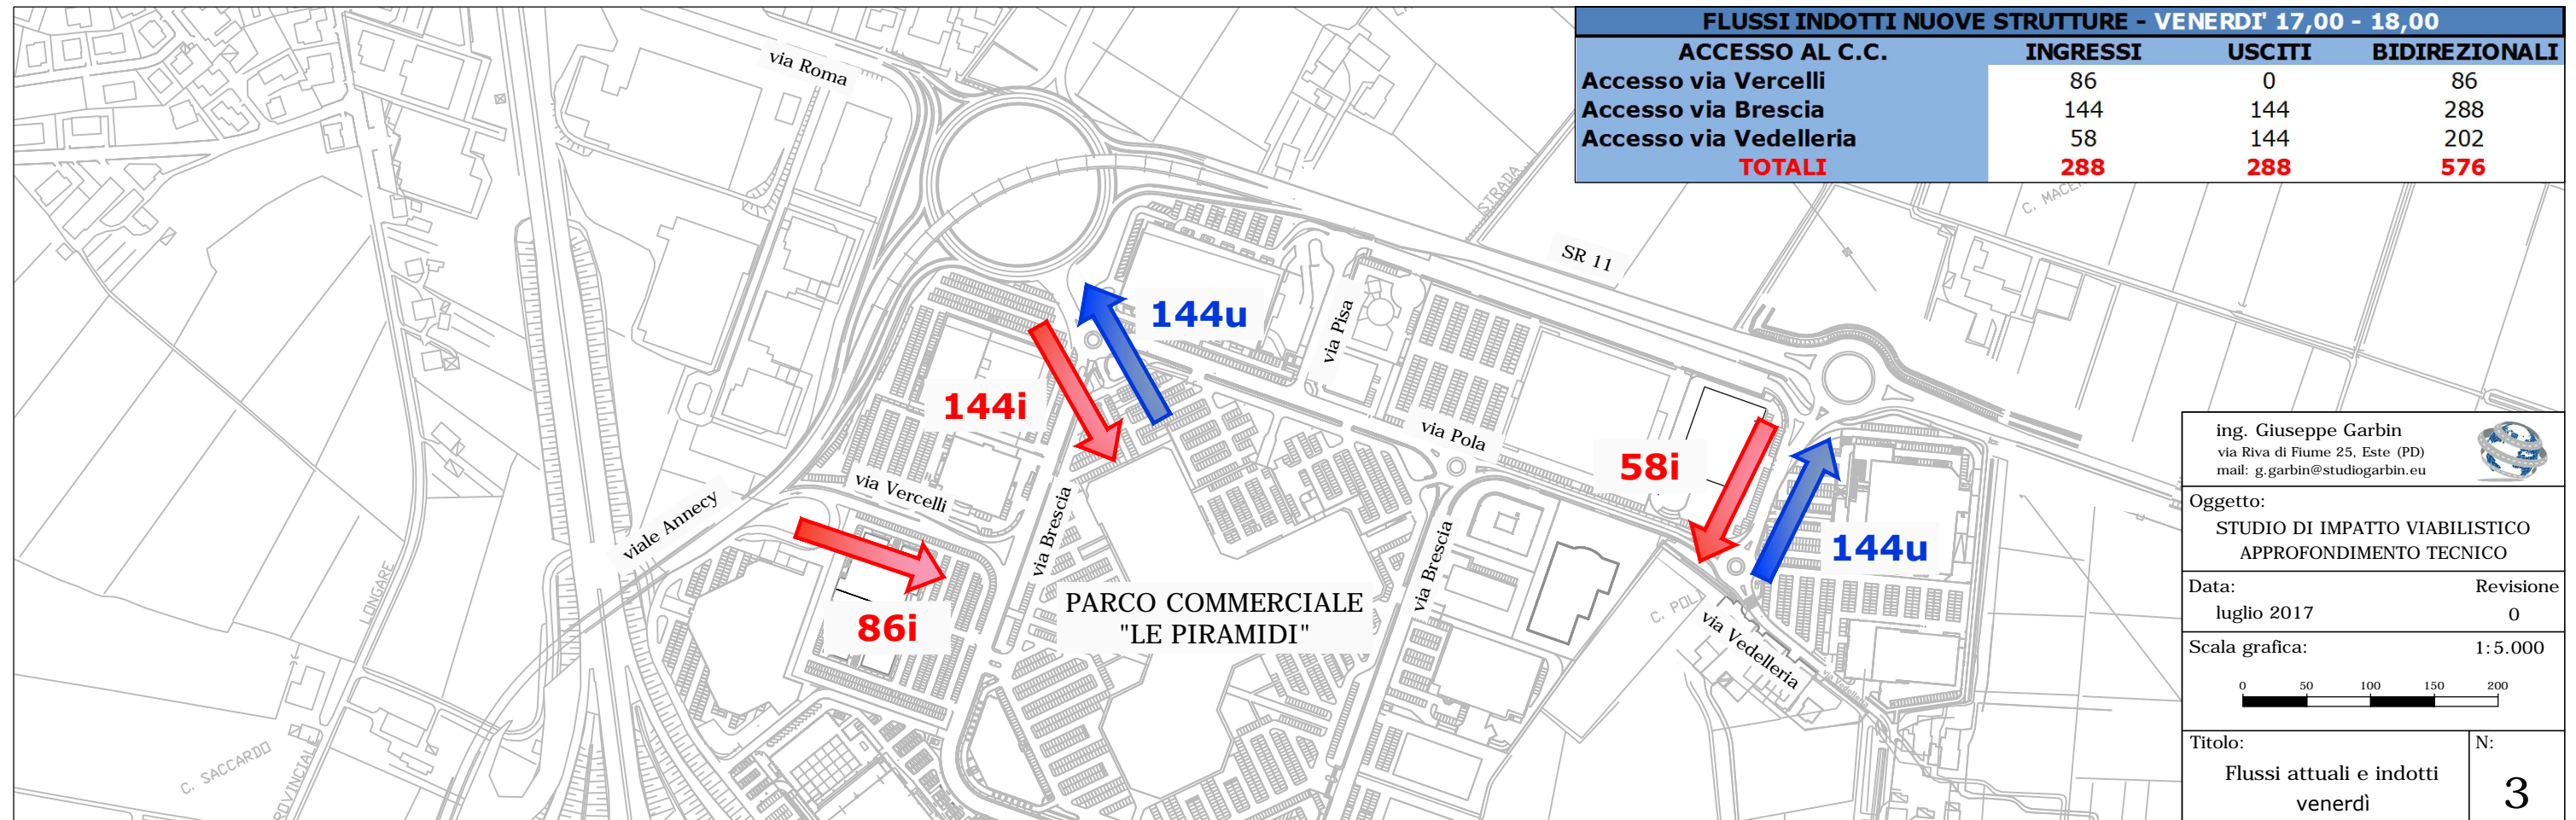 FLUSSI INDOTTI NUOVE STRUTTURE - VENERDI' 17,00 - 18,00
ACCESSO AL C.C. INGRESSI USCITI BIDIREZIONALI
Accesso via Vercelli 86 0 86
Accesso via Brescia 144 144 288
Accesso via Vedelleria 58 144 202
TOTALI 288 288 576
via Roma
STRADA
C. MACE
SR 11
144u
via Pisa
144i
via Pola
58i
via Vercelli
viale Annecy
via Brescia
via Brescia
144u
86i
PARCO COMMERCIALE
"LE PIRAMIDI"
LONGARE
C. POL
via Vedelleria
C. SACCARDO
PROVINCIALE
ing. Giuseppe Garbin
via Riva di Fiume 25, Este (PD)
mail: g.garbin@studiogarbin.eu
Oggetto:
STUDIO DI IMPATTO VIABILISTICO
APPROFONDIMENTO TECNICO
Data: Revisione
luglio 2017 0
Scala grafica: 1:5.000
0 50 100 150 200
Titolo: N:
Flussi attuali e indotti
venerdì
3